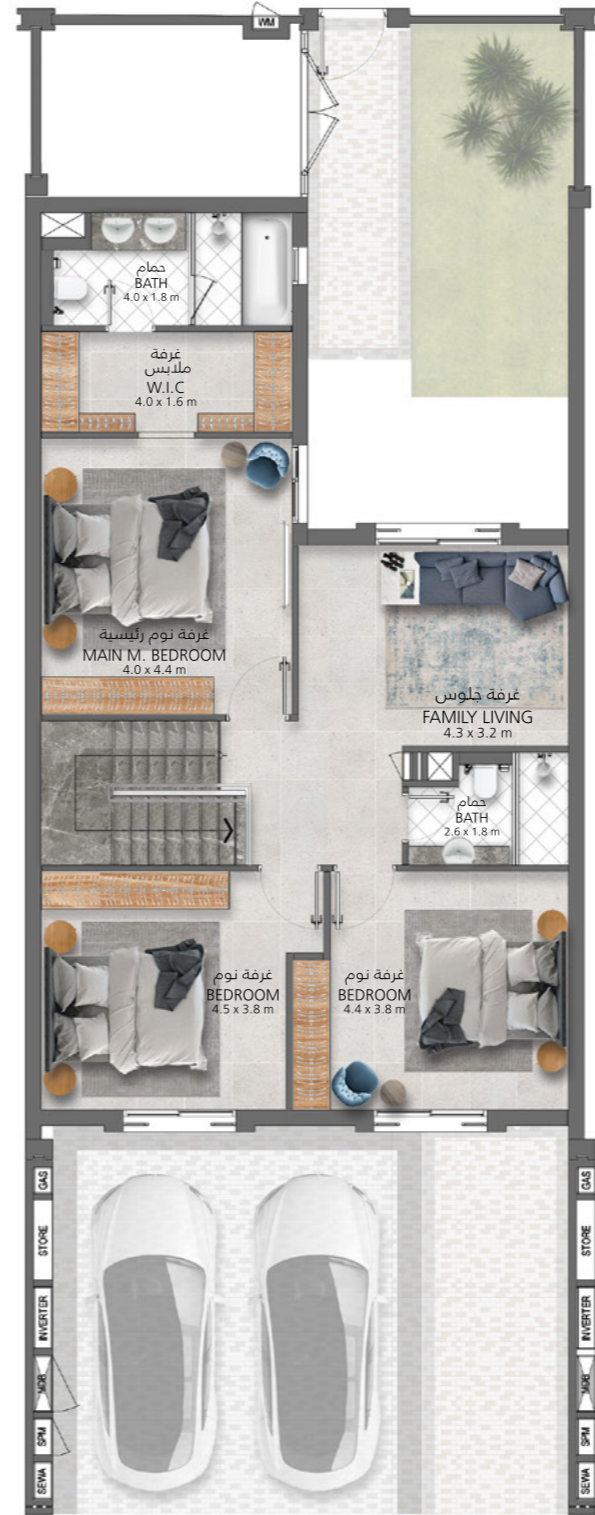 WM
حمام
BATH
4.0 x 1.8 m
غرفة
ملابس
W.I.C
4.0 x 1.6 m
غرفة نوم رئيسية
MAIN M. BEDROOM
4.0 x 4.4 m
غرفة جلوس
FAMILY LIVING
4.3 x 3.2 m
حمام
BATH
2.6 x 1.8 m
غرفة نوم
BEDROOM
4.5 x 3.8 m
غرفة نوم
BEDROOM
4.4 x 3.8 m
GAS
STORE
INVERTER
MDB
SPM
SEWA
GAS
STORE
INVERTER
MDB
SPM
SEWA